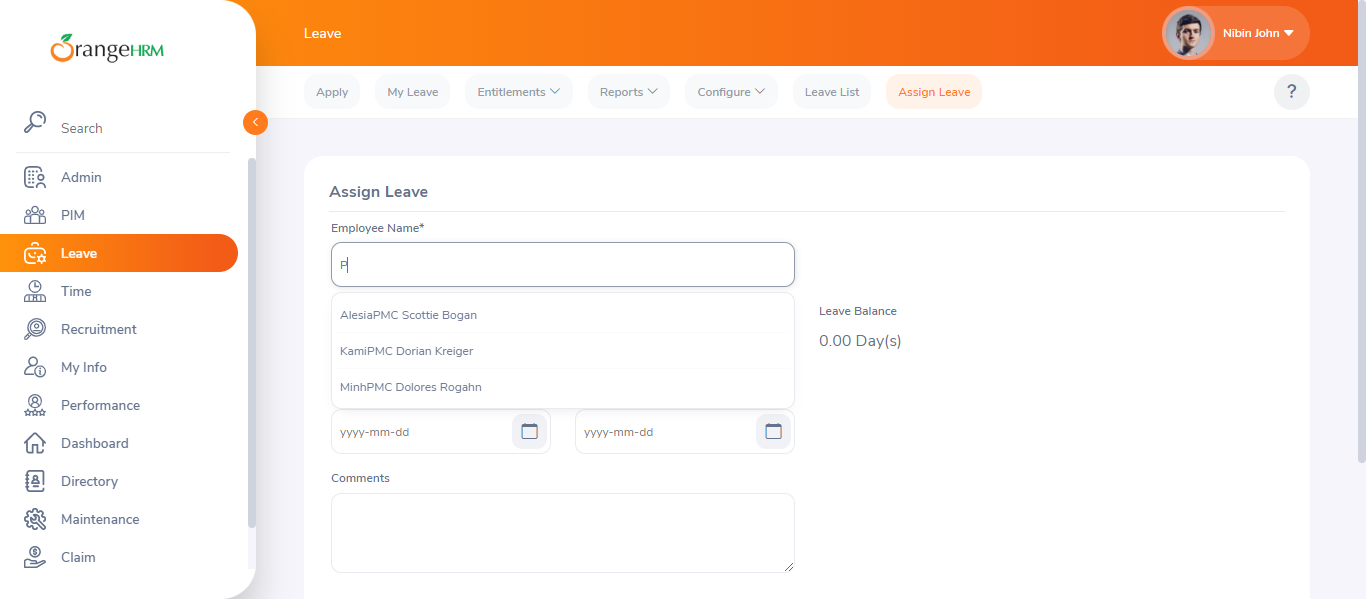 OrangeHRM
Leave
Nibin John
Apply
My Leave
Entitlements
Reports
Configure
Leave List
Assign Leave
?
Search
Admin
PIM
Leave
Time
Recruitment
My Info
Performance
Dashboard
Directory
Maintenance
Claim
Assign Leave
Employee Name*
P
AlesiaPMC Scottie Bogan
KamiPMC Dorian Kreiger
MinhPMC Dolores Rogahn
Leave Balance
0.00 Day(s)
yyyy-mm-dd
yyyy-mm-dd
Comments